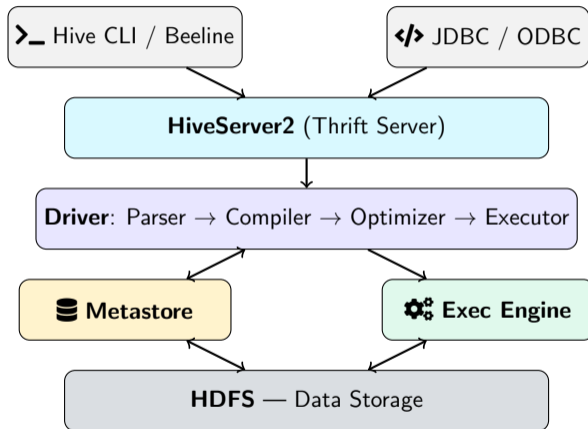 Hive CLI / Beeline
JDBC / ODBC
HiveServer2 (Thrift Server)
Driver: Parser → Compiler → Optimizer → Executor
Metastore
Exec Engine
HDFS — Data Storage